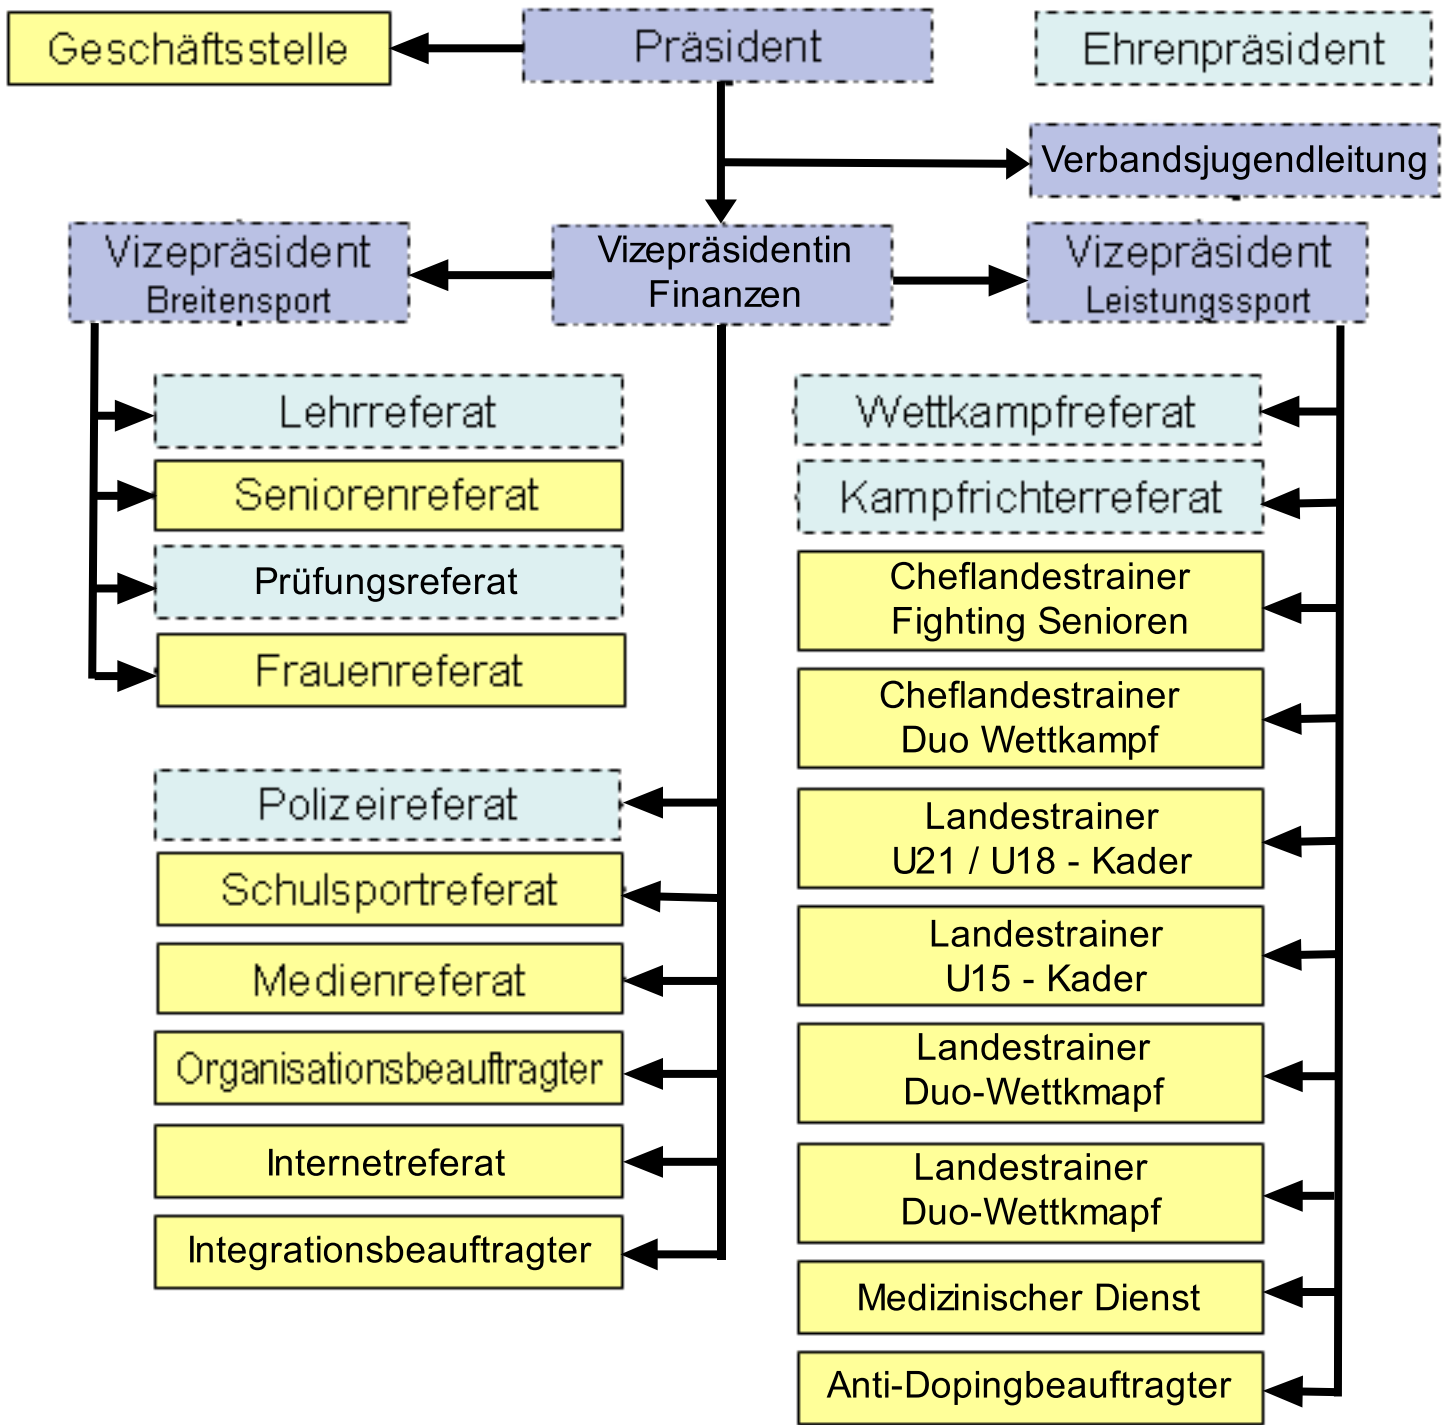 Geschäftsstelle
Präsident
Ehrenpräsident
Verbandsjugendleitung
Vizepräsident
Breitensport
Vizepräsidentin
Finanzen
Vizepräsident
Leistungssport
Lehrreferat
Seniorenreferat
Prüfungsreferat
Frauenreferat
Polizeireferat
Schulsportreferat
Medienreferat
Organisationsbeauftragter
Internetreferat
Integrationsbeauftragter
Wettkampfreferat
Kampfrichterreferat
Cheflandestrainer
Fighting Senioren
Cheflandestrainer
Duo Wettkampf
Landestrainer
U21 / U18 - Kader
Landestrainer
U15 - Kader
Landestrainer
Duo-Wettkmapf
Landestrainer
Duo-Wettkmapf
Medizinischer Dienst
Anti-Dopingbeauftragter